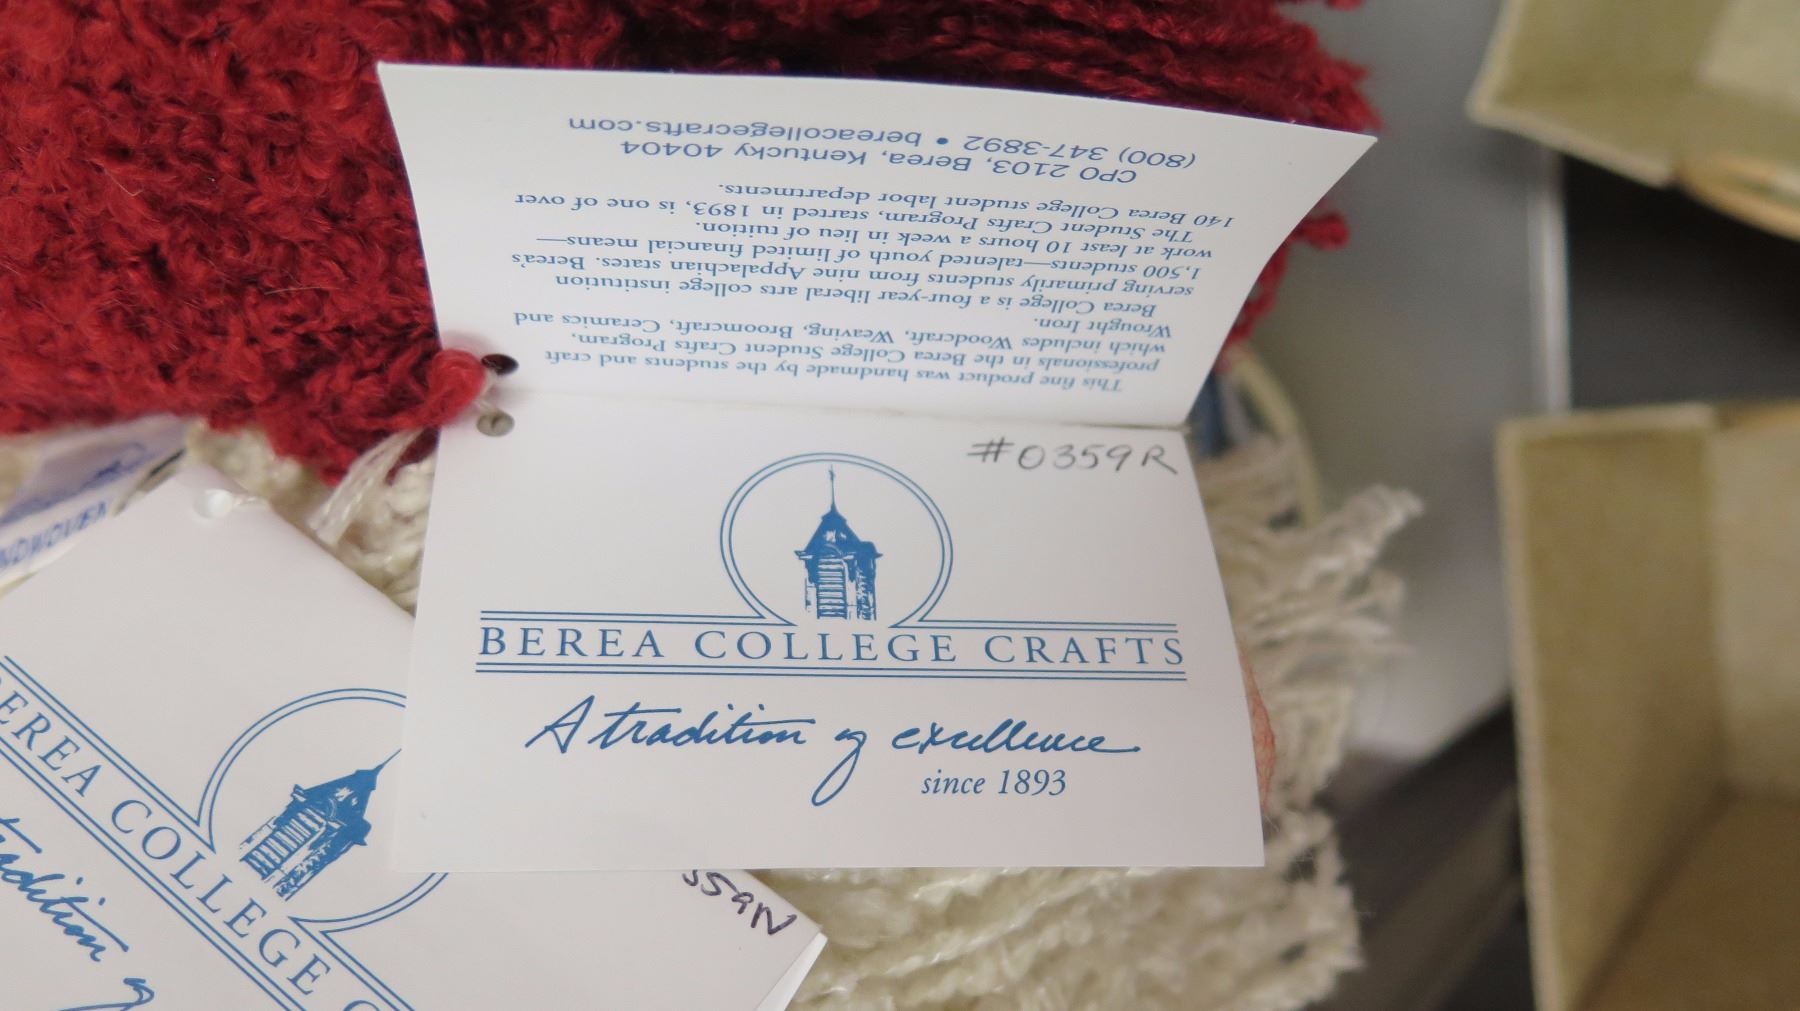 This fine product was handmade by the students and craft
professionals in the Berea College Student Crafts Program,
which includes Woodcraft, Weaving, Broomcraft, Ceramics and
Wrought Iron.
Berea College is a four-year liberal arts college institution
serving primarily students from nine Appalachian states. Berea's
1,500 students—talented youth of limited financial means—
work at least 10 hours a week in lieu of tuition.
The Student Crafts Program, started in 1893, is one of over
140 Berea College student labor departments.
CPO 2103, Berea, Kentucky 40404
(800) 347-3892 • bereacollegecrafts.com
#0359R
BEREA COLLEGE CRAFTS
A tradition of excellence
since 1893
NDWOVEN
EREA COLLEGE C
tradition of
359N